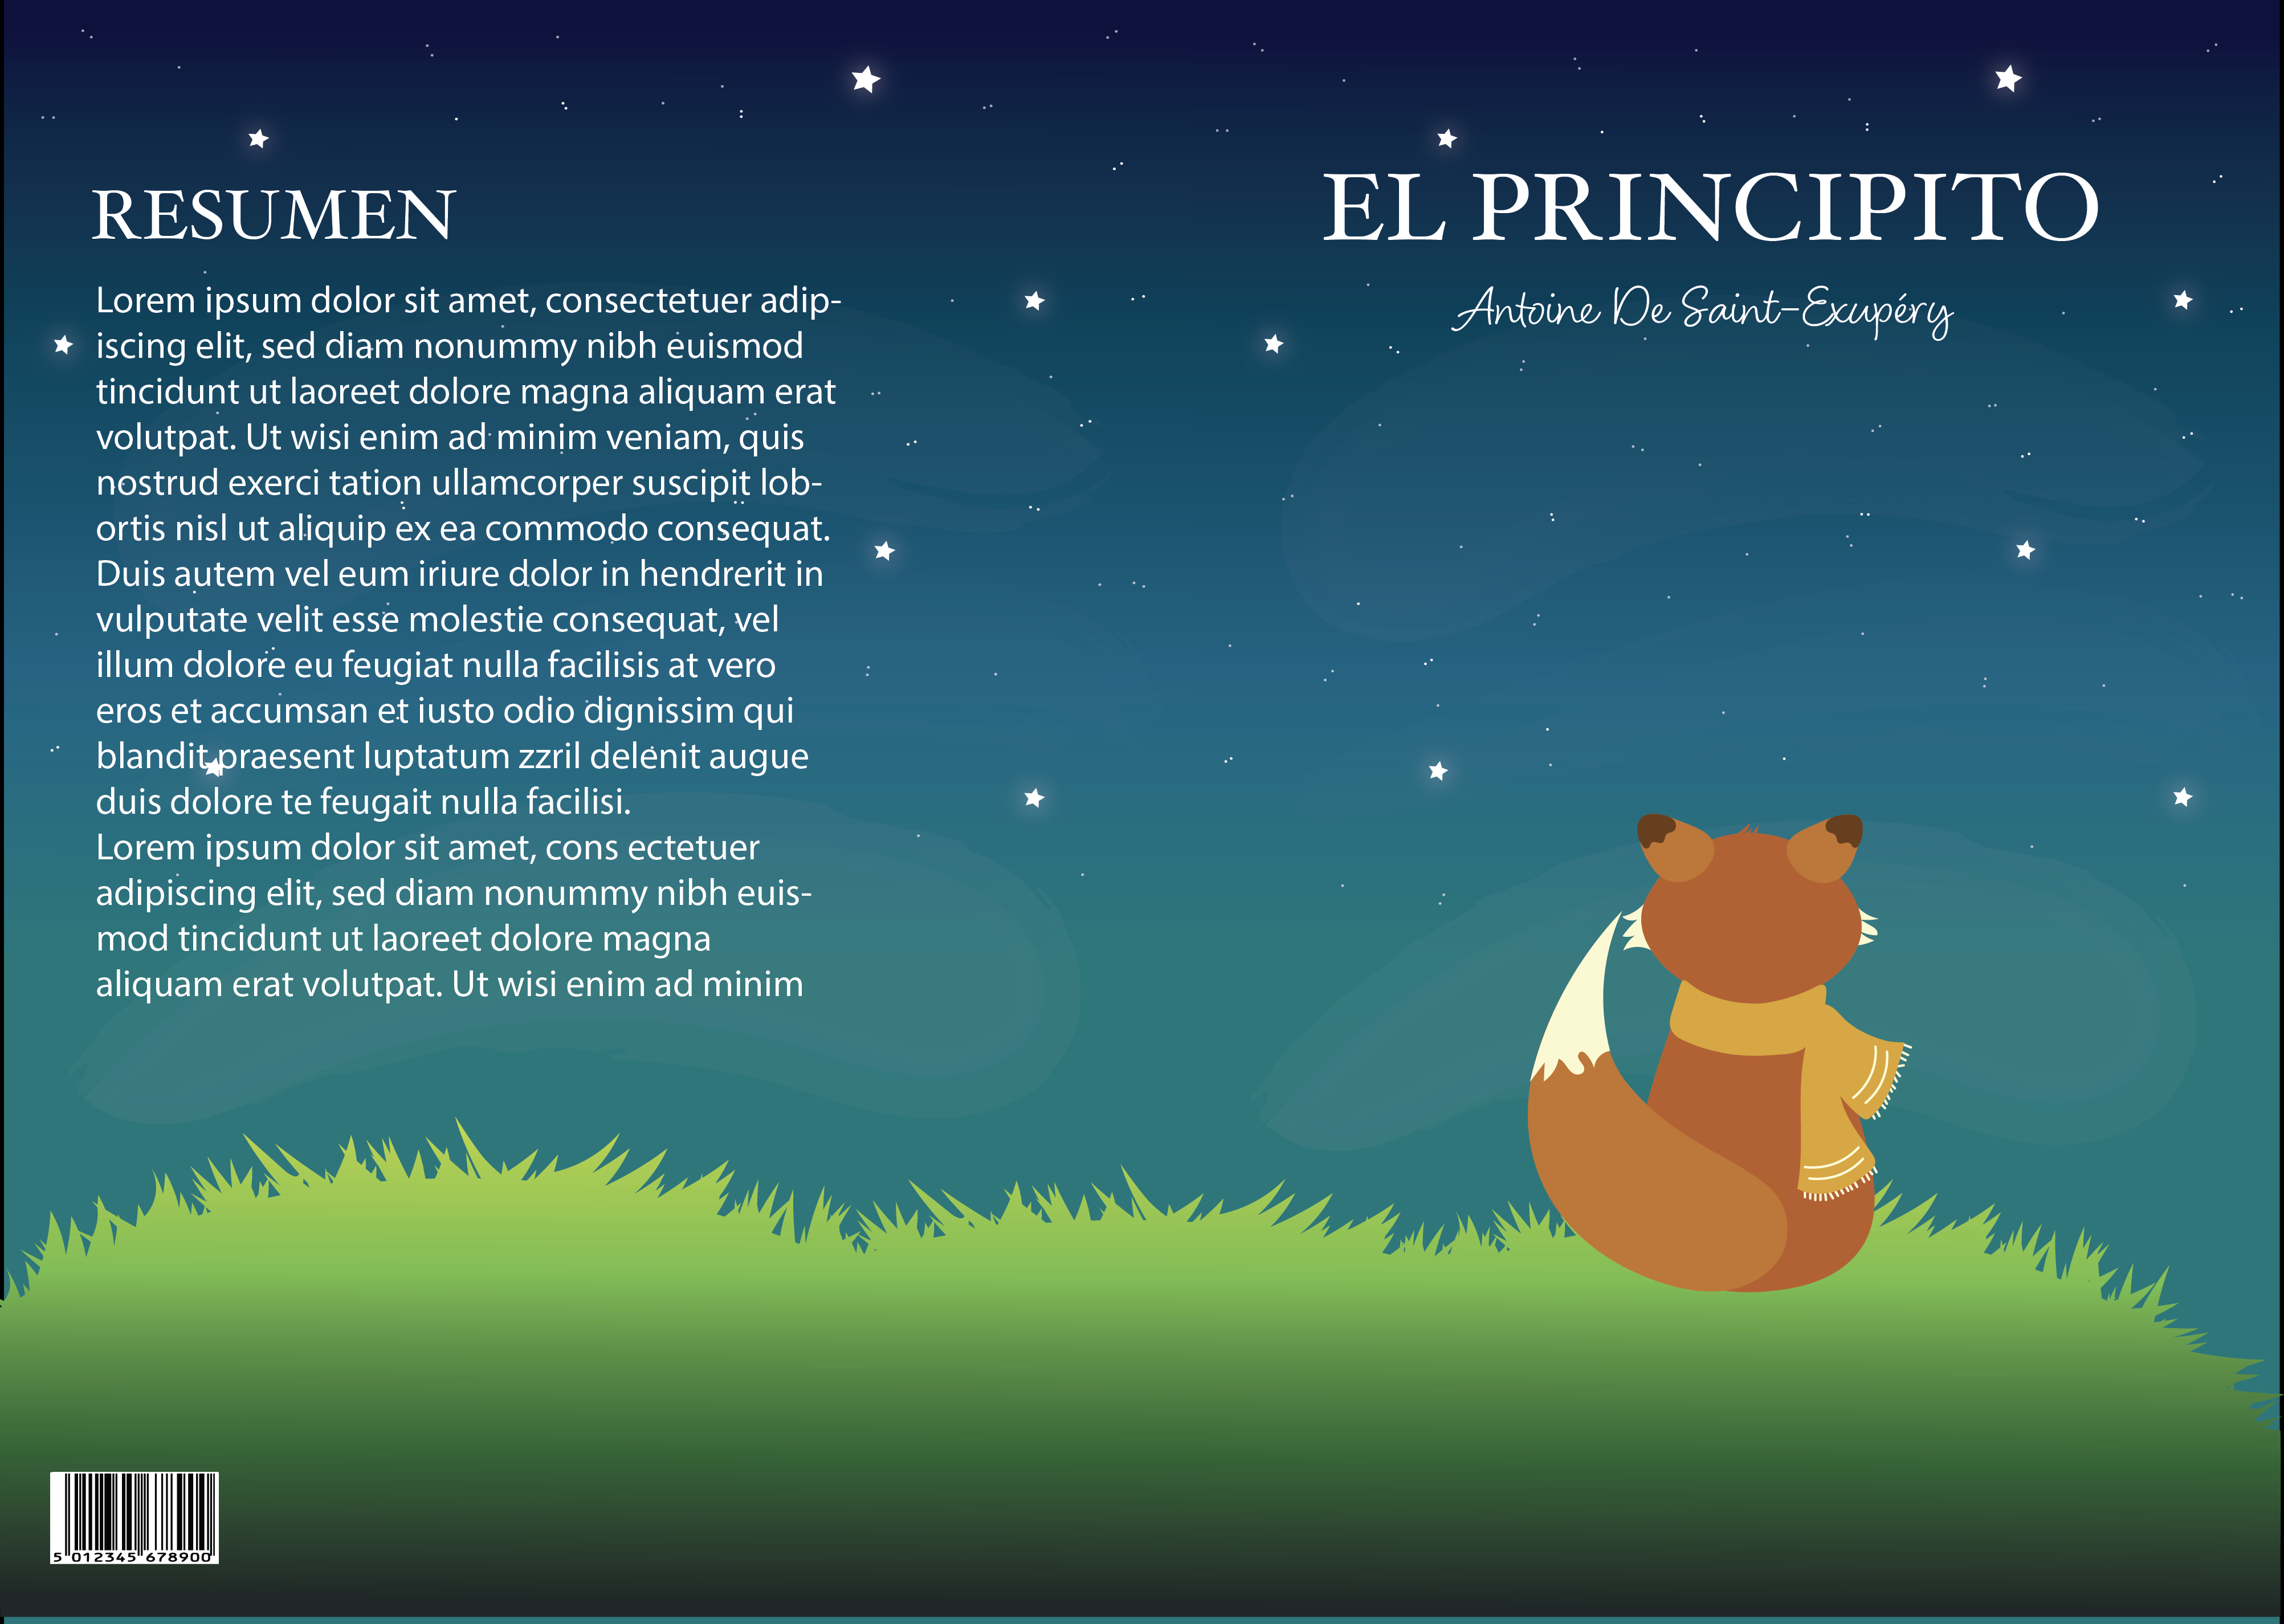 RESUMEN
Lorem ipsum dolor sit amet, consectetuer adip-
iscing elit, sed diam nonummy nibh euismod
tincidunt ut laoreet dolore magna aliquam erat
volutpat. Ut wisi enim ad minim veniam, quis
nostrud exerci tation ullamcorper suscipit lob-
ortis nisl ut aliquip ex ea commodo consequat.
Duis autem vel eum iriure dolor in hendrerit in
vulputate velit esse molestie consequat, vel
illum dolore eu feugiat nulla facilisis at vero
eros et accumsan et iusto odio dignissim qui
blandit praesent luptatum zzril delenit augue
duis dolore te feugait nulla facilisi.
Lorem ipsum dolor sit amet, cons ectetuer
adipiscing elit, sed diam nonummy nibh euis-
mod tincidunt ut laoreet dolore magna
aliquam erat volutpat. Ut wisi enim ad minim
5 012345 678900
EL PRINCIPITO
Antoine De Saint-Exupéry